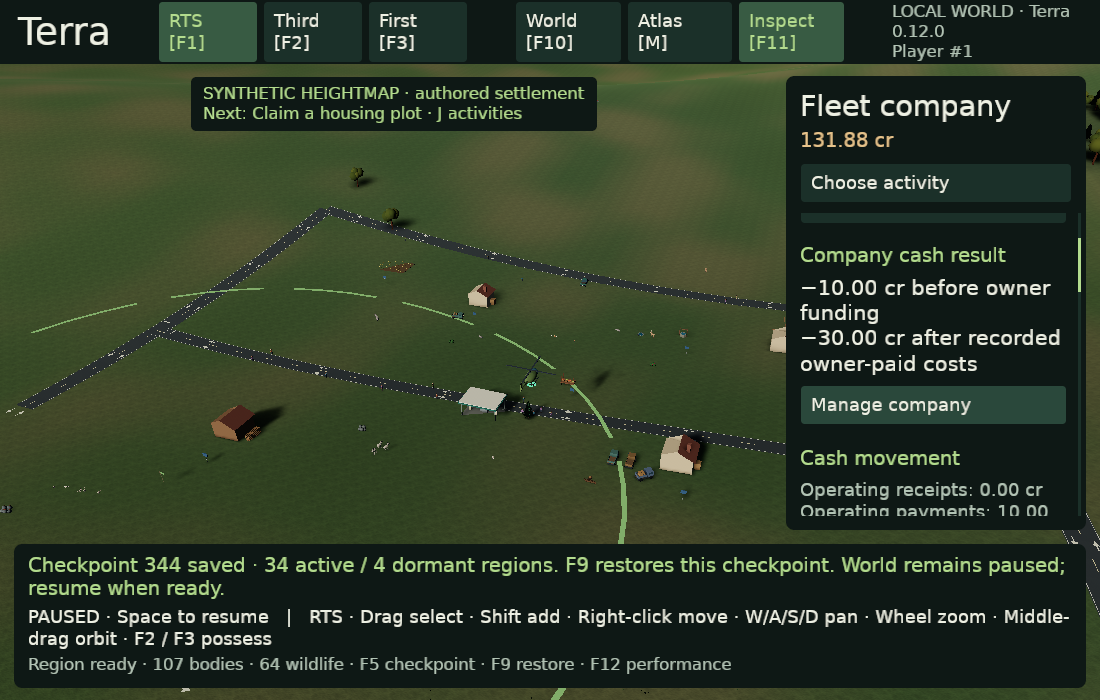 Terra
RTS
[F1]
Third
[F2]
First
[F3]
World
[F10]
Atlas
[M]
Inspect
[F11]
LOCAL WORLD · Terra
0.12.0
Player #1
SYNTHETIC HEIGHTMAP · authored settlement
Next: Claim a housing plot · J activities
Fleet company
131.88 cr
Choose activity
Company cash result
−10.00 cr before owner
funding
−30.00 cr after recorded
owner-paid costs
Manage company
Cash movement
Operating receipts: 0.00 cr
Operating payments: 10.00
Checkpoint 344 saved · 34 active / 4 dormant regions. F9 restores this checkpoint. World remains paused;
resume when ready.
PAUSED · Space to resume | RTS · Drag select · Shift add · Right-click move · W/A/S/D pan · Wheel zoom · Middle-
drag orbit · F2 / F3 possess
Region ready · 107 bodies · 64 wildlife · F5 checkpoint · F9 restore · F12 performance